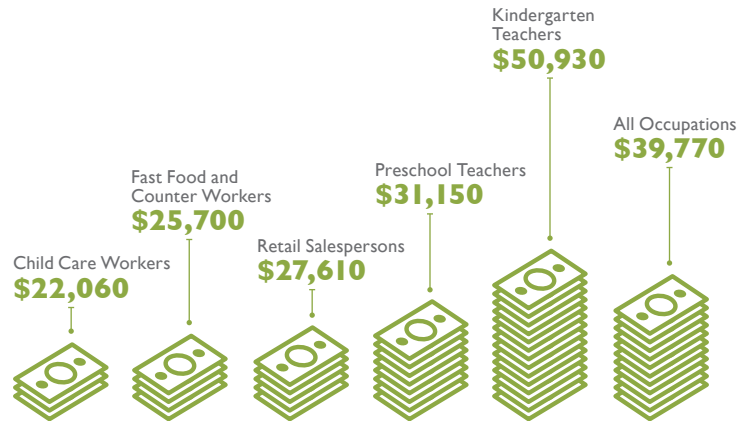 Child Care Workers
$22,060
Fast Food and
Counter Workers
$25,700
Retail Salespersons
$27,610
Preschool Teachers
$31,150
Kindergarten
Teachers
$50,930
All Occupations
$39,770